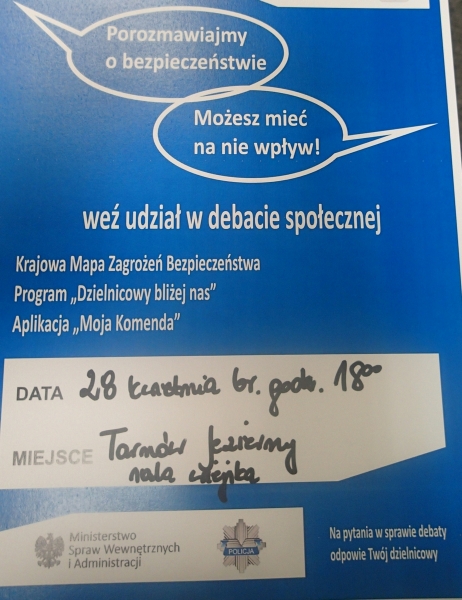 Porozmawiajmy
o bezpieczeństwie
Możesz mieć
na nie wpływ!
weź udział w debacie społecznej
Krajowa Mapa Zagrożeń Bezpieczeństwa
Program „Dzielnicowy bliżej nas”
Aplikacja „Moja Komenda”
DATA 28 kwietnia br. godz. 18⁰⁰
MIEJSCE Tarnów Jezierny
sala wiejska
Ministerstwo
Spraw Wewnętrznych
i Administracji
POLICJA
Na pytania w sprawie debaty
odpowie Twój dzielnicowy